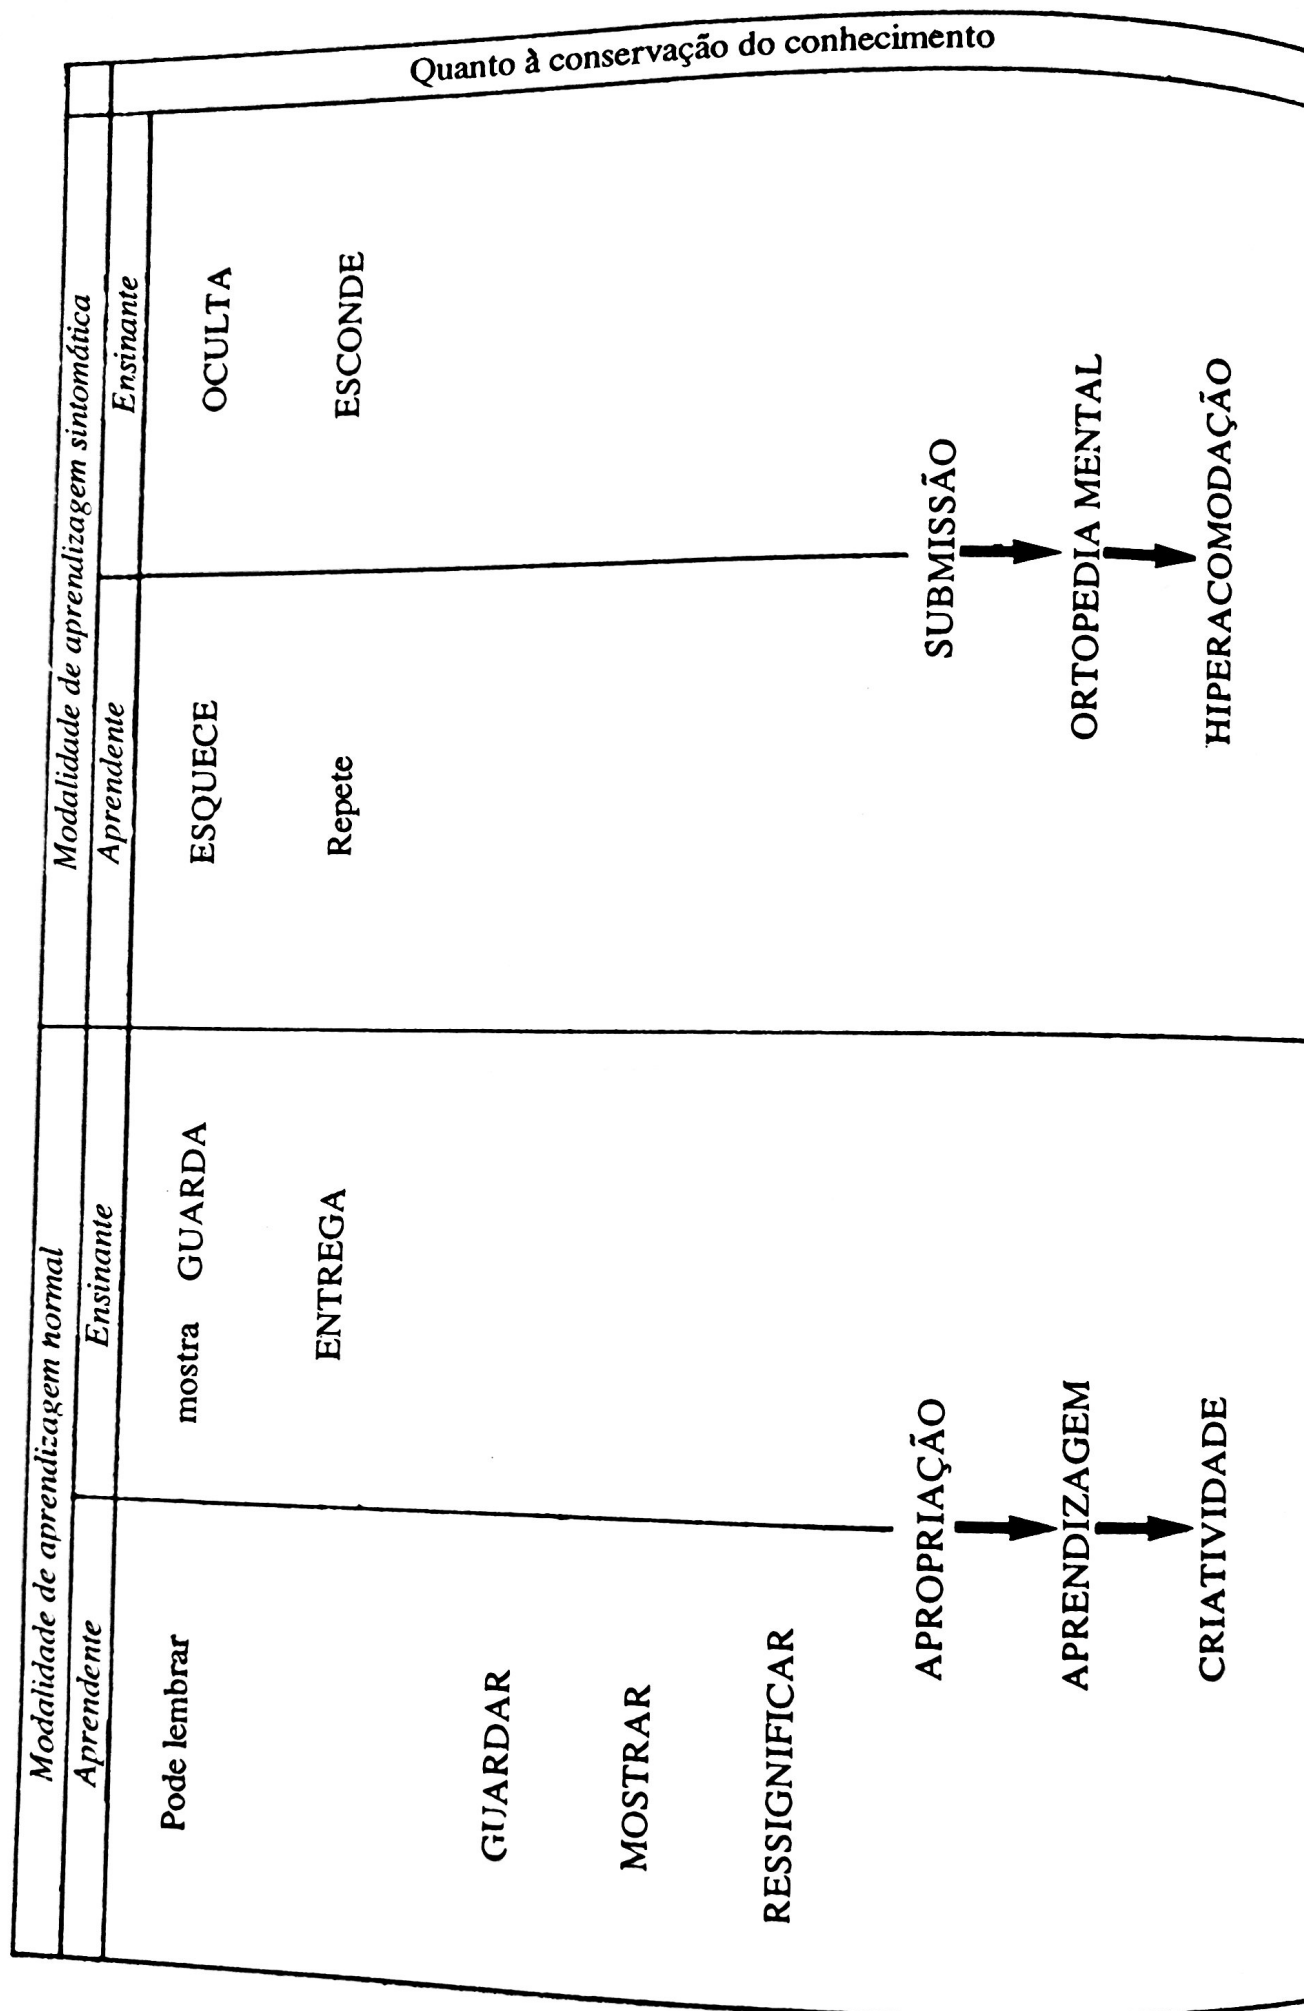 Quanto à conservação do conhecimento
Modalidade de aprendizagem normal
Modalidade de aprendizagem sintomática
Aprendente
Ensinante
Aprendente
Ensinante
Pode lembrar
mostra GUARDA
ESQUECE
OCULTA
ENTREGA
Repete
ESCONDE
GUARDAR
MOSTRAR
RESSIGNIFICAR
APROPRIAÇÃO
SUBMISSÃO
APRENDIZAGEM
ORTOPEDIA MENTAL
CRIATIVIDADE
HIPERACOMODAÇÃO